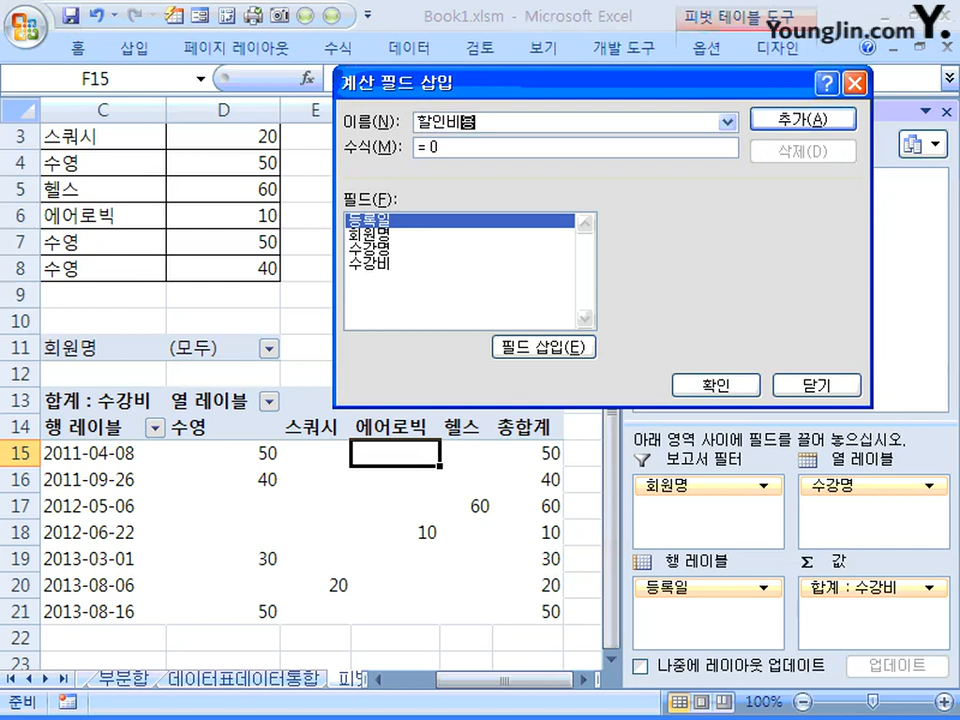 Book1.xlsm - Microsoft Excel
피벗 테이블 도구
YoungJin.com Y.
홈 삽입 페이지 레이아웃 수식 데이터 검토 보기 개발 도구 옵션 디자인
F15 fx
계산 필드 삽입
이름(N):
추가(A)
수식(M): = 0
삭제(D)
필드(F):
등록일
회원명
수강명
수강비
필드 삽입(E)
확인 닫기
C D E
3 스쿼시 20
4 수영 50
5 헬스 60
6 에어로빅 10
7 수영 50
8 수영 40
9
10
11 회원명 (모두)
12
13 합계 : 수강비 열 레이블
14 행 레이블 수영 스쿼시 에어로빅 헬스 총합계
15 2011-04-08 50 50
16 2011-09-26 40 40
17 2012-05-06 60 60
18 2012-06-22 10 10
19 2013-03-01 30 30
20 2013-08-06 20 20
21 2013-08-16 50 50
22
23
아래 영역 사이에 필드를 끌어 놓으십시오.
보고서 필터 열 레이블
회원명 수강명
행 레이블 Σ 값
등록일 합계 : 수강비
나중에 레이아웃 업데이트 업데이트
부분합 데이터표데이터통합
준비 100%